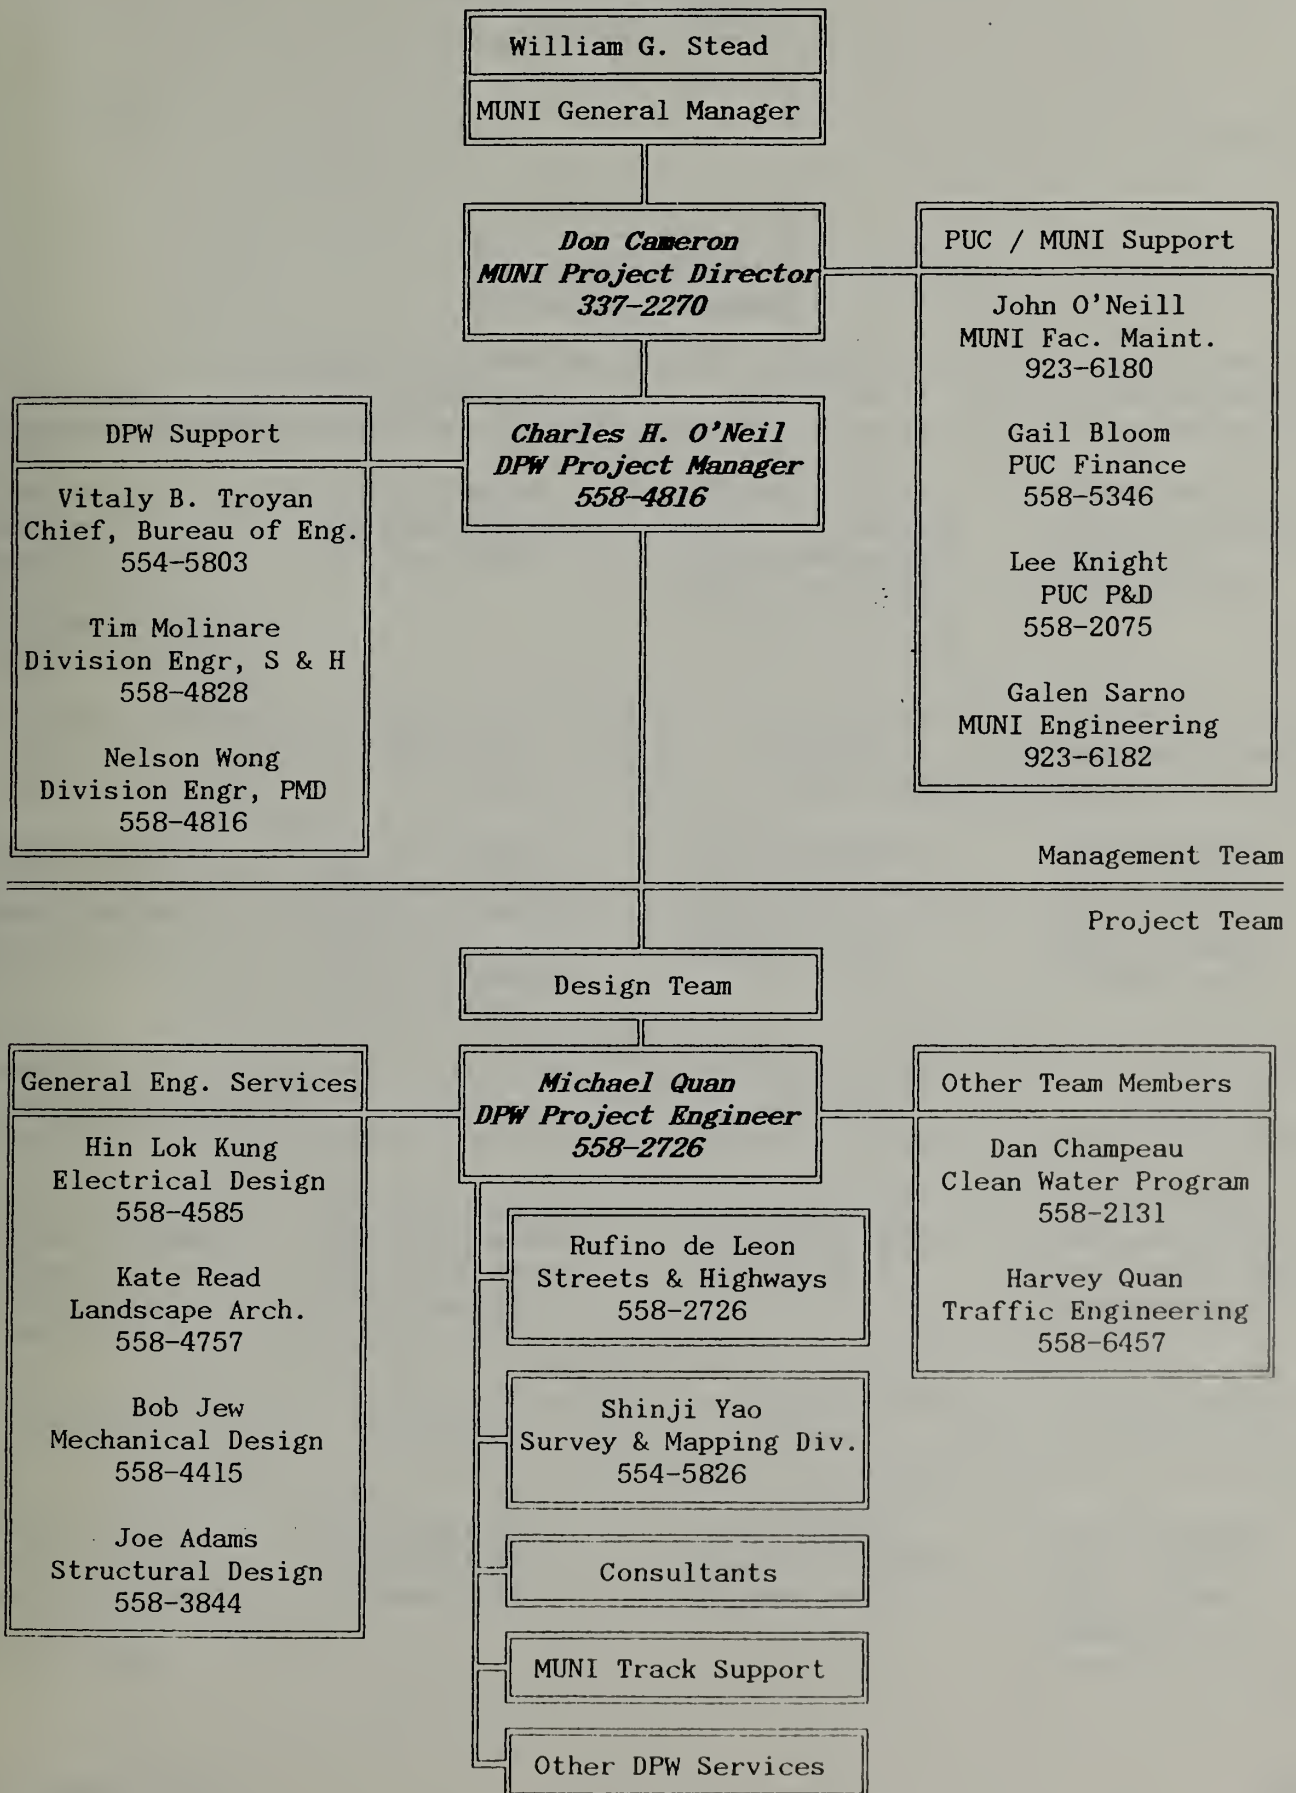 William G. Stead
MUNI General Manager
Don Cameron
MUNI Project Director
337-2270
PUC / MUNI Support
John O'Neill
MUNI Fac. Maint.
923-6180
Gail Bloom
PUC Finance
558-5346
Lee Knight
PUC P&D
558-2075
Galen Sarno
MUNI Engineering
923-6182
Charles H. O'Neil
DPW Project Manager
558-4816
DPW Support
Vitaly B. Troyan
Chief, Bureau of Eng.
554-5803
Tim Molinare
Division Engr, S & H
558-4828
Nelson Wong
Division Engr, PMD
558-4816
Management Team
Project Team
Design Team
Michael Quan
DPW Project Engineer
558-2726
General Eng. Services
Hin Lok Kung
Electrical Design
558-4585
Kate Read
Landscape Arch.
558-4757
Bob Jew
Mechanical Design
558-4415
Joe Adams
Structural Design
558-3844
Rufino de Leon
Streets & Highways
558-2726
Shinji Yao
Survey & Mapping Div.
554-5826
Consultants
MUNI Track Support
Other DPW Services
Other Team Members
Dan Champeau
Clean Water Program
558-2131
Harvey Quan
Traffic Engineering
558-6457